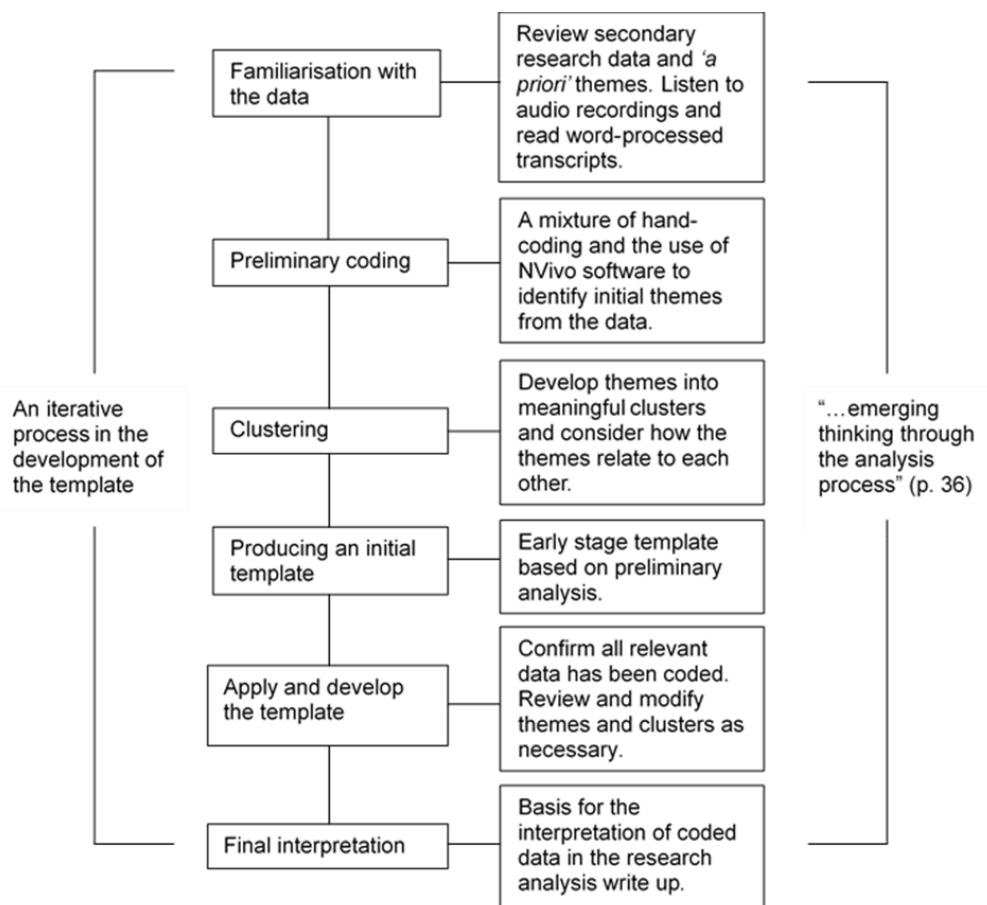 Familiarisation with
the data
Review secondary
research data and ‘a
priori’ themes. Listen to
audio recordings and
read word-processed
transcripts.
Preliminary coding
A mixture of hand-
coding and the use of
NVivo software to
identify initial themes
from the data.
An iterative
process in the
development of
the template
Clustering
Develop themes into
meaningful clusters
and consider how the
themes relate to each
other.
“…emerging
thinking through
the analysis
process” (p. 36)
Producing an initial
template
Early stage template
based on preliminary
analysis.
Apply and develop
the template
Confirm all relevant
data has been coded.
Review and modify
themes and clusters as
necessary.
Final interpretation
Basis for the
interpretation of coded
data in the research
analysis write up.